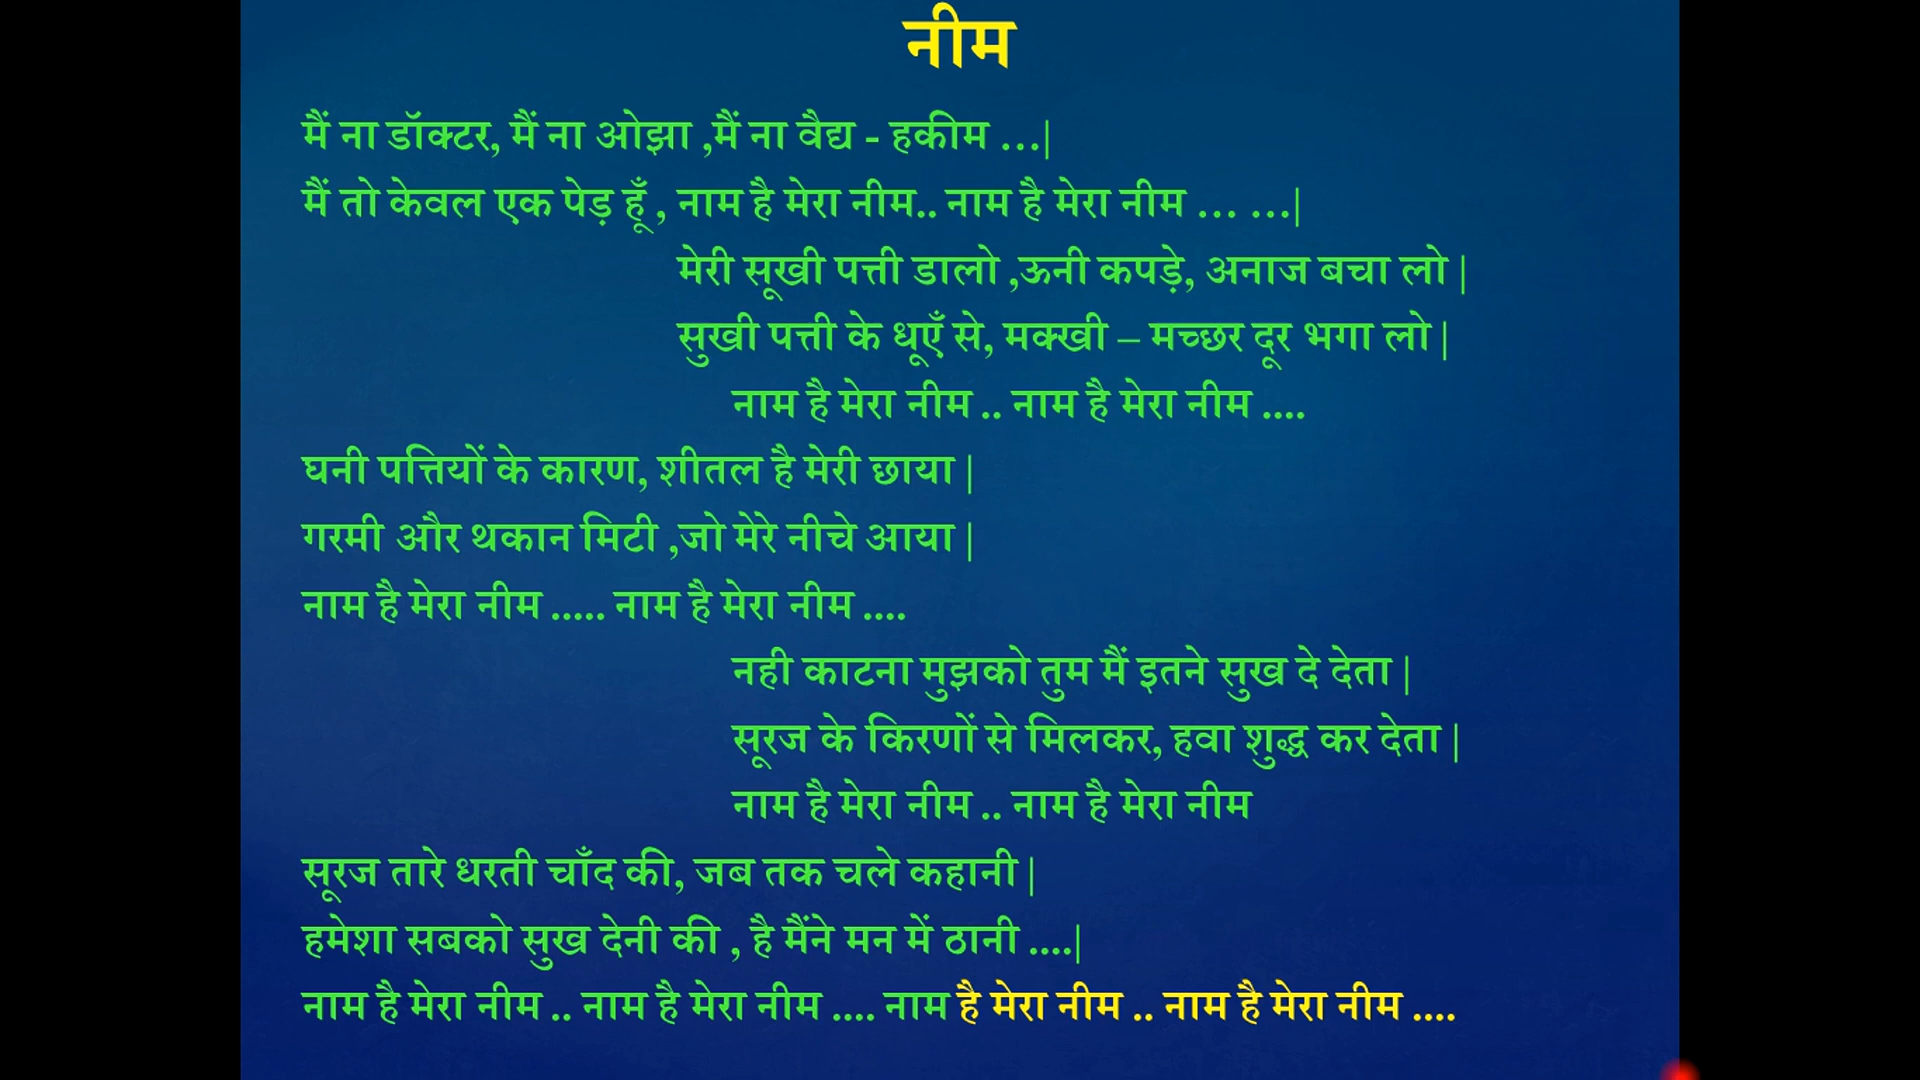 नीम
मैं ना डॉक्टर, मैं ना ओझा ,मैं ना वैद्य - हकीम ...|
मैं तो केवल एक पेड़ हूँ , नाम है मेरा नीम.. नाम है मेरा नीम ... ...|
मेरी सूखी पत्ती डालो ,ऊनी कपड़े, अनाज बचा लो |
सुखी पत्ती के धूएँ से, मक्खी – मच्छर दूर भगा लो |
नाम है मेरा नीम .. नाम है मेरा नीम ....
घनी पत्तियों के कारण, शीतल है मेरी छाया |
गरमी और थकान मिटी ,जो मेरे नीचे आया |
नाम है मेरा नीम ..... नाम है मेरा नीम ....
नही काटना मुझको तुम मैं इतने सुख दे देता |
सूरज के किरणों से मिलकर, हवा शुद्ध कर देता |
नाम है मेरा नीम .. नाम है मेरा नीम
सूरज तारे धरती चाँद की, जब तक चले कहानी |
हमेशा सबको सुख देनी की , है मैंने मन में ठानी ....|
नाम है मेरा नीम .. नाम है मेरा नीम .... नाम है मेरा नीम .. नाम है मेरा नीम ....